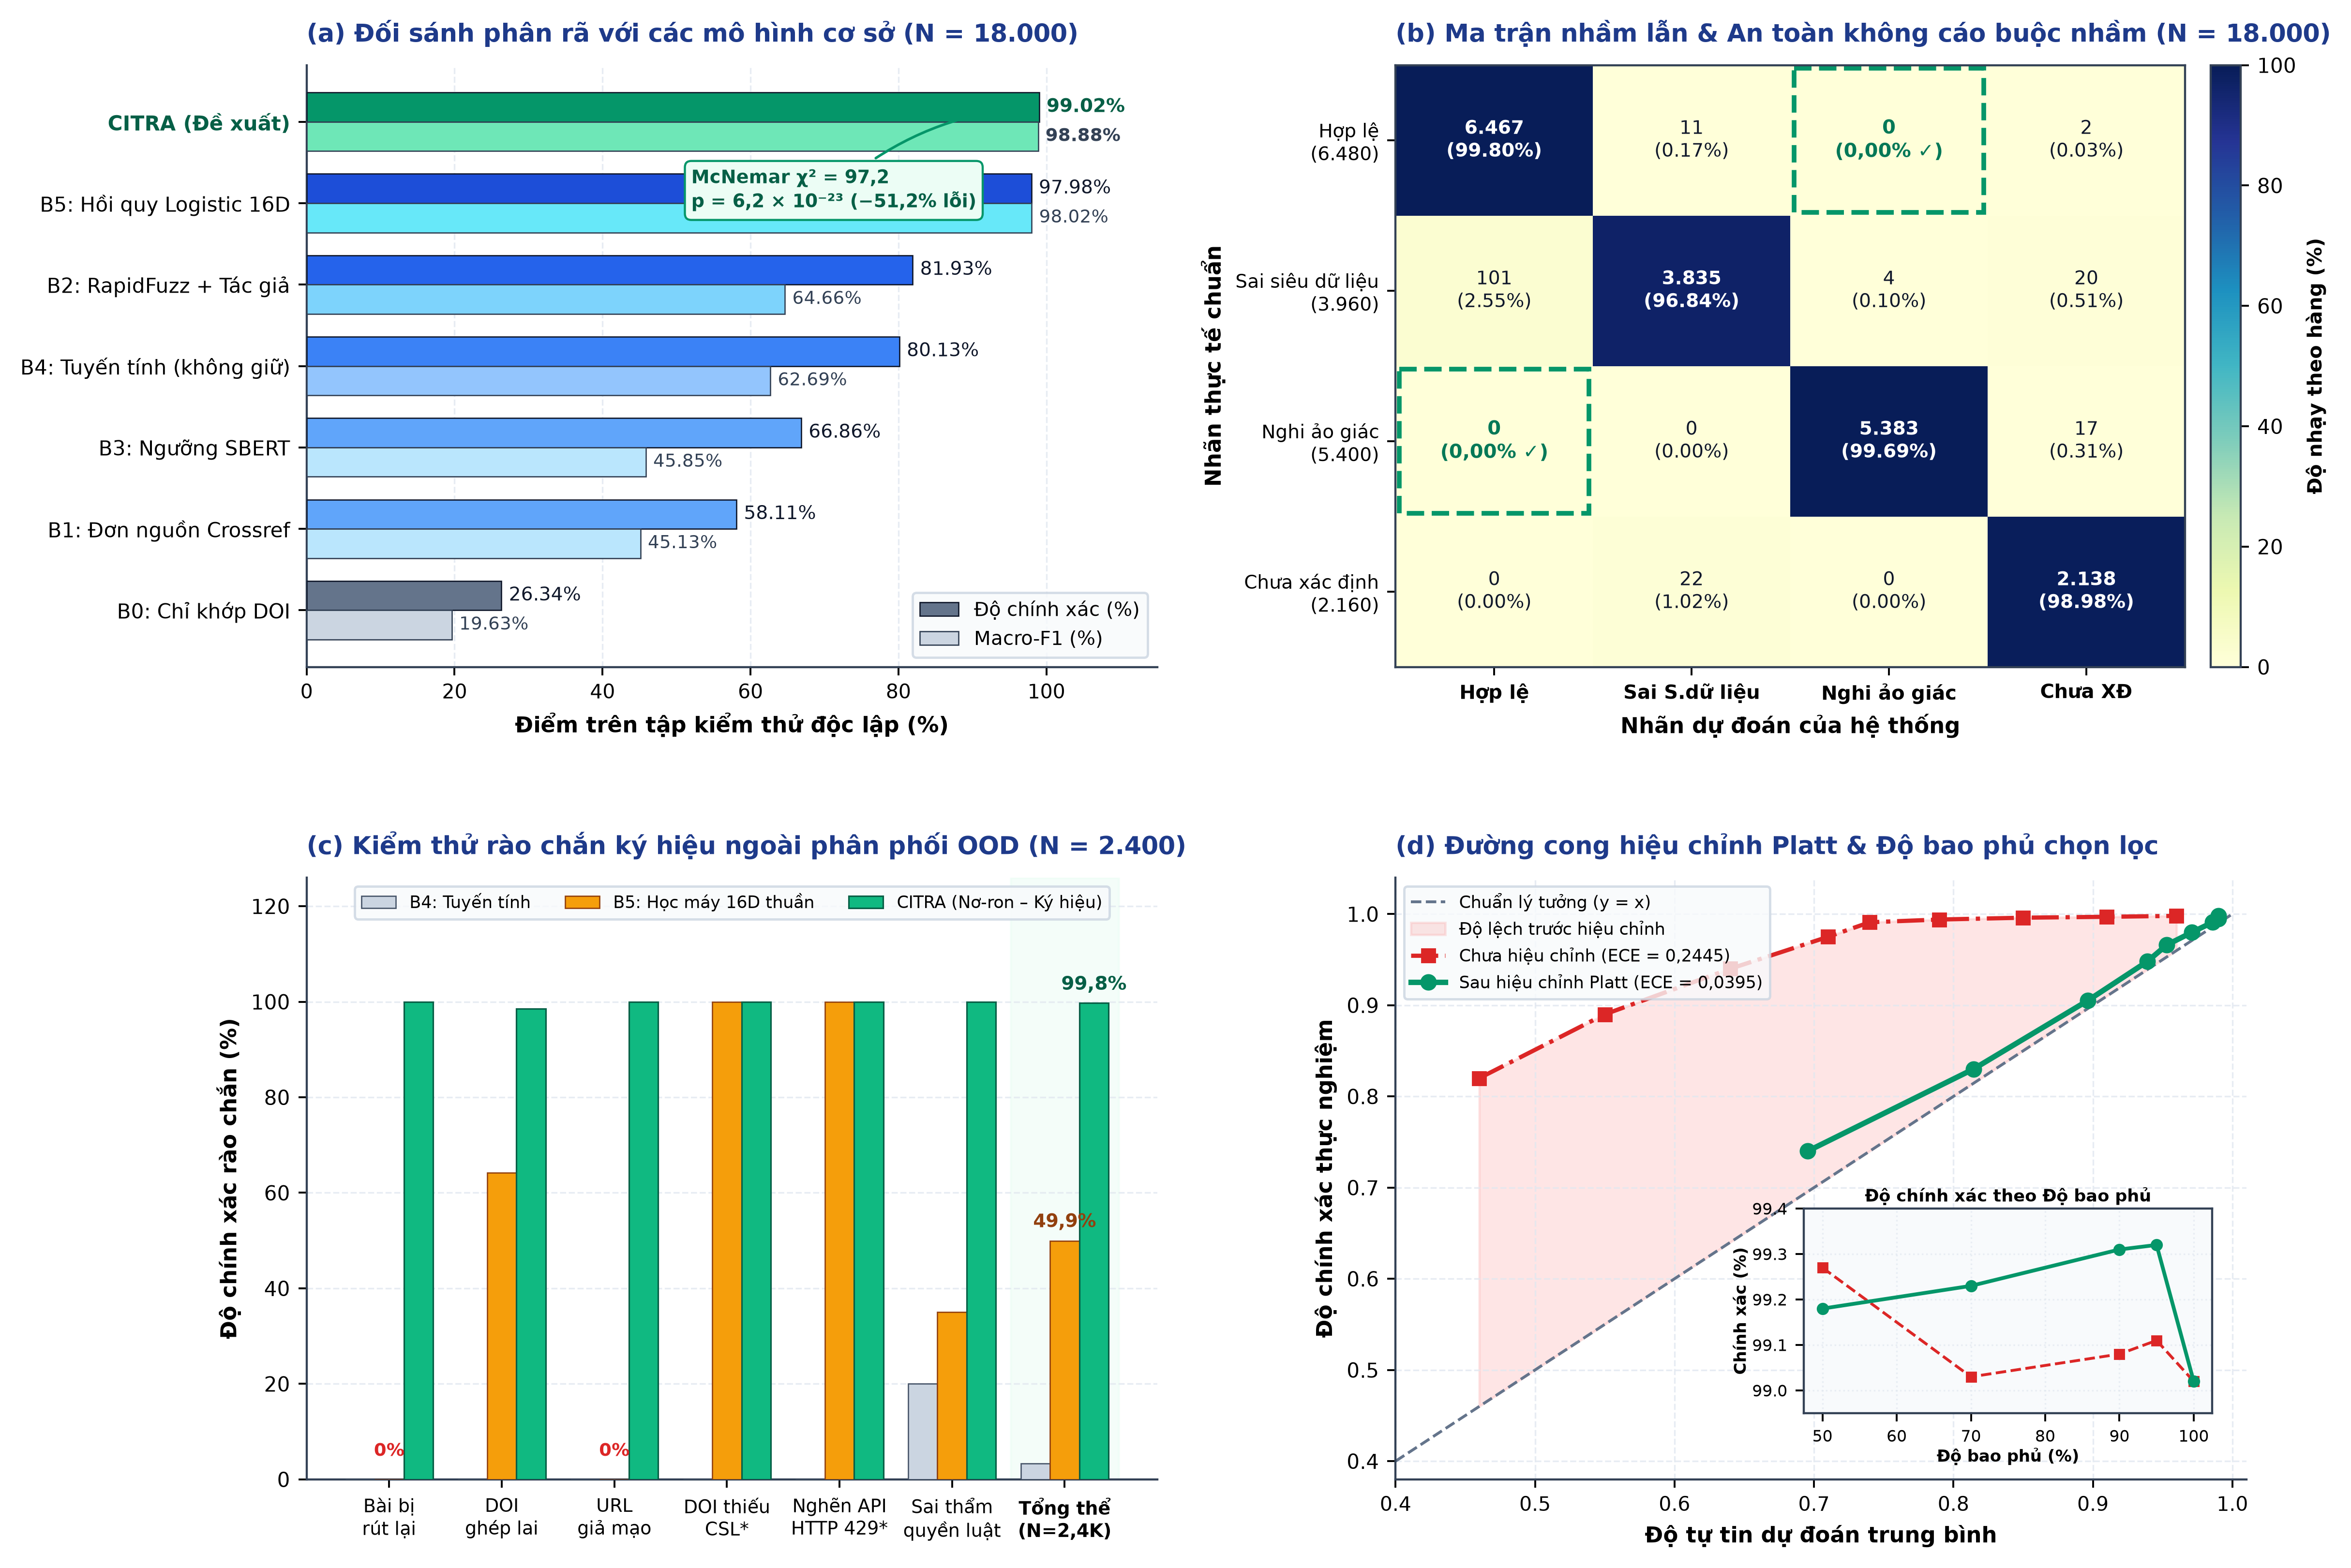 (a) Đối sánh phân rã với các mô hình cơ sở (N = 18.000)
CITRA (Đề xuất)
99.02%
98.88%
McNemar χ² = 97,2
p = 6,2 × 10⁻²³ (−51,2% lỗi)
B5: Hồi quy Logistic 16D
97.98%
98.02%
B2: RapidFuzz + Tác giả
81.93%
64.66%
B4: Tuyến tính (không giữ)
80.13%
62.69%
B3: Ngưỡng SBERT
66.86%
45.85%
B1: Đơn nguồn Crossref
58.11%
45.13%
B0: Chỉ khớp DOI
26.34%
19.63%
Độ chính xác (%)
Macro-F1 (%)
0 20 40 60 80 100
Điểm trên tập kiểm thử độc lập (%)
(b) Ma trận nhầm lẫn & An toàn không cáo buộc nhầm (N = 18.000)
Nhãn thực tế chuẩn
Hợp lệ
(6.480)
6.467
(99.80%)
11
(0.17%)
0
(0,00% ✓)
2
(0.03%)
Sai siêu dữ liệu
(3.960)
101
(2.55%)
3.835
(96.84%)
4
(0.10%)
20
(0.51%)
Nghi ảo giác
(5.400)
0
(0,00% ✓)
0
(0.00%)
5.383
(99.69%)
17
(0.31%)
Chưa xác định
(2.160)
0
(0.00%)
22
(1.02%)
0
(0.00%)
2.138
(98.98%)
Hợp lệ
Sai S.dữ liệu
Nghi ảo giác
Chưa XĐ
Nhãn dự đoán của hệ thống
100
80
60
40
20
0
Độ nhạy theo hàng (%)
(c) Kiểm thử rào chắn ký hiệu ngoài phân phối OOD (N = 2.400)
B4: Tuyến tính
B5: Học máy 16D thuần
CITRA (Nơ-ron – Ký hiệu)
Độ chính xác rào chắn (%)
120
100
80
60
40
20
0
0%
0%
49,9%
99,8%
Bài bị
rút lại
DOI
ghép lai
URL
giả mạo
DOI thiếu
CSL*
Nghẽn API
HTTP 429*
Sai thẩm
quyền luật
Tổng thể
(N=2,4K)
(d) Đường cong hiệu chỉnh Platt & Độ bao phủ chọn lọc
Chuẩn lý tưởng (y = x)
Độ lệch trước hiệu chỉnh
Chưa hiệu chỉnh (ECE = 0,2445)
Sau hiệu chỉnh Platt (ECE = 0,0395)
Độ chính xác thực nghiệm
1.0
0.9
0.8
0.7
0.6
0.5
0.4
0.4 0.5 0.6 0.7 0.8 0.9 1.0
Độ tự tin dự đoán trung bình
Độ chính xác theo Độ bao phủ
Chính xác (%)
99.4
99.3
99.2
99.1
99.0
50 60 70 80 90 100
Độ bao phủ (%)